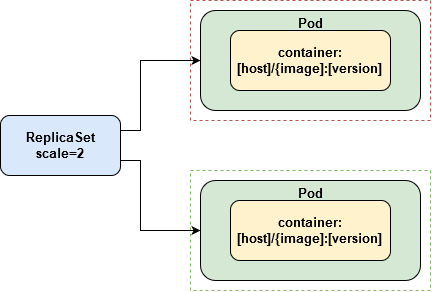 Pod
container:
[host]/{image]:[version]
ReplicaSet
scale=2
Pod
container:
[host]/{image]:[version]